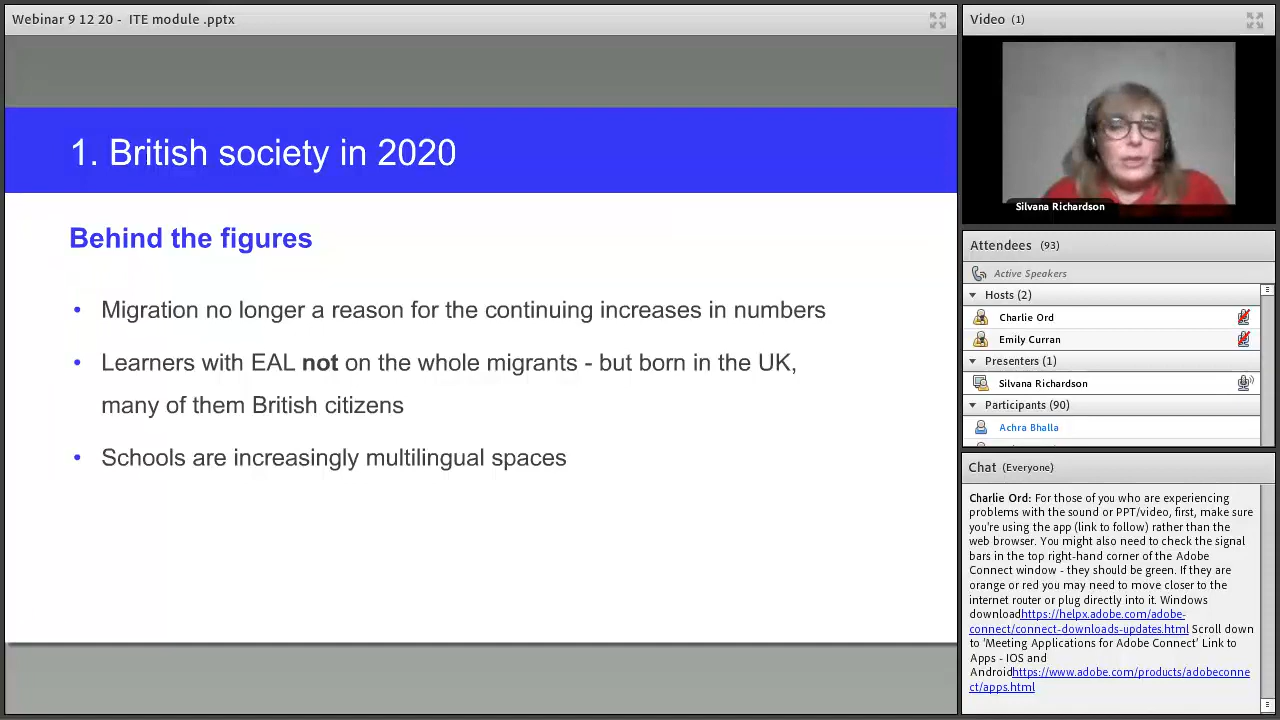 Webinar 9 12 20 - ITE module .pptx
1. British society in 2020
Behind the figures
• Migration no longer a reason for the continuing increases in numbers
• Learners with EAL not on the whole migrants - but born in the UK,
many of them British citizens
• Schools are increasingly multilingual spaces
Video (1)
Silvana Richardson
Attendees (93)
Active Speakers
Hosts (2)
Charlie Ord
Emily Curran
Presenters (1)
Silvana Richardson
Participants (90)
Achra Bhalla
Chat (Everyone)
Charlie Ord: For those of you who are experiencing
problems with the sound or PPT/video, first, make sure
you're using the app (link to follow) rather than the
web browser. You might also need to check the signal
bars in the top right-hand corner of the Adobe
Connect window - they should be green. If they are
orange or red you may need to move closer to the
internet router or plug directly into it. Windows
downloadhttps://helpx.adobe.com/adobe-
connect/connect-downloads-updates.html Scroll down
to 'Meeting Applications for Adobe Connect' Link to
Apps - IOS and
Androidhttps://www.adobe.com/products/adobeconne
ct/apps.html